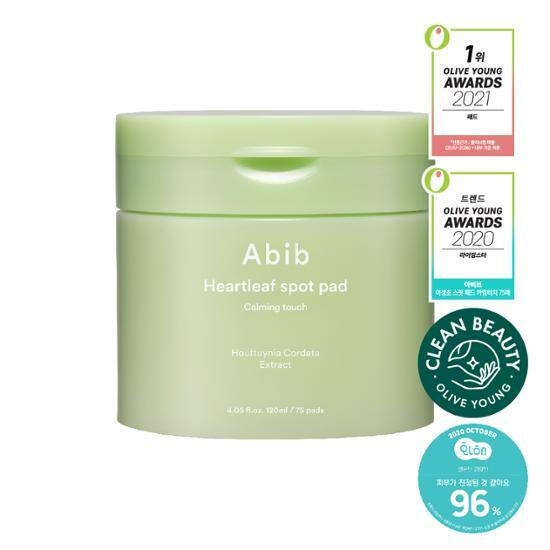 Abib
Heartleaf spot pad
Calming touch
Houttuynia Cordata
Extract
4.05 fl.oz. 120ml / 75 pads
1위
OLIVE YOUNG
AWARDS
2021
패드
트렌드
OLIVE YOUNG
AWARDS
2020
라이징스타
아비브
어성초 스팟 패드 카밍터치 75매
CLEAN BEAUTY
OLIVE YOUNG
2020 OCTOBER
피부가 진정된 것 같아요
96%